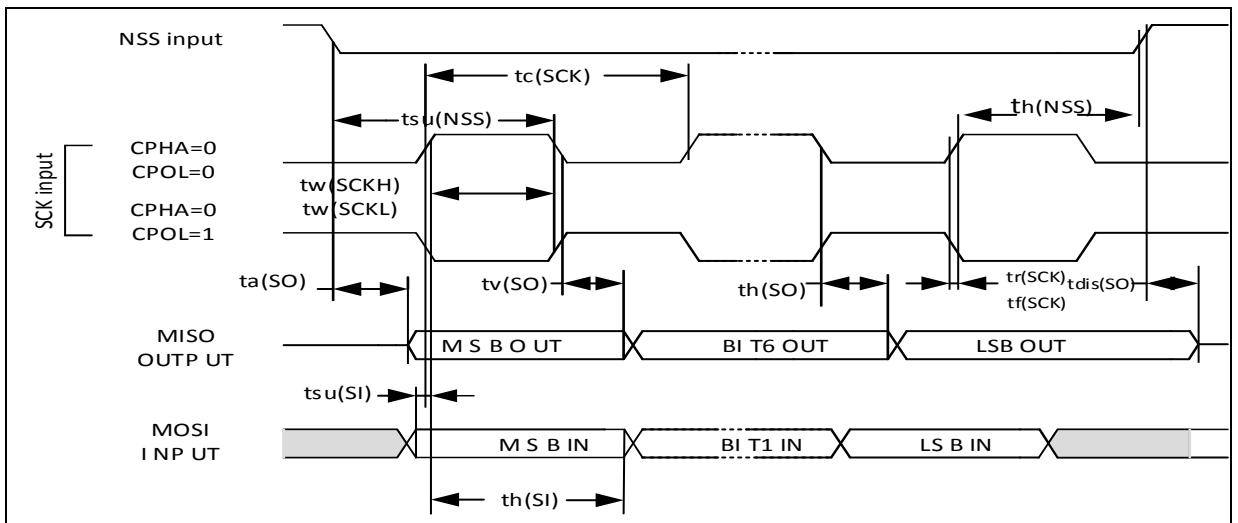 NSS input
tc(SCK)
tsu(NSS)
th(NSS)
SCK input
CPHA=0
CPOL=0
CPHA=0
CPOL=1
tw(SCKH)
tw(SCKL)
ta(SO)
tv(SO)
th(SO)
tr(SCK)
tf(SCK)
tdis(SO)
MISO
OUTP UT
M S B O UT
BI T6 OUT
LSB OUT
tsu(SI)
MOSI
I NP UT
M S B IN
BI T1 IN
LS B IN
th(SI)